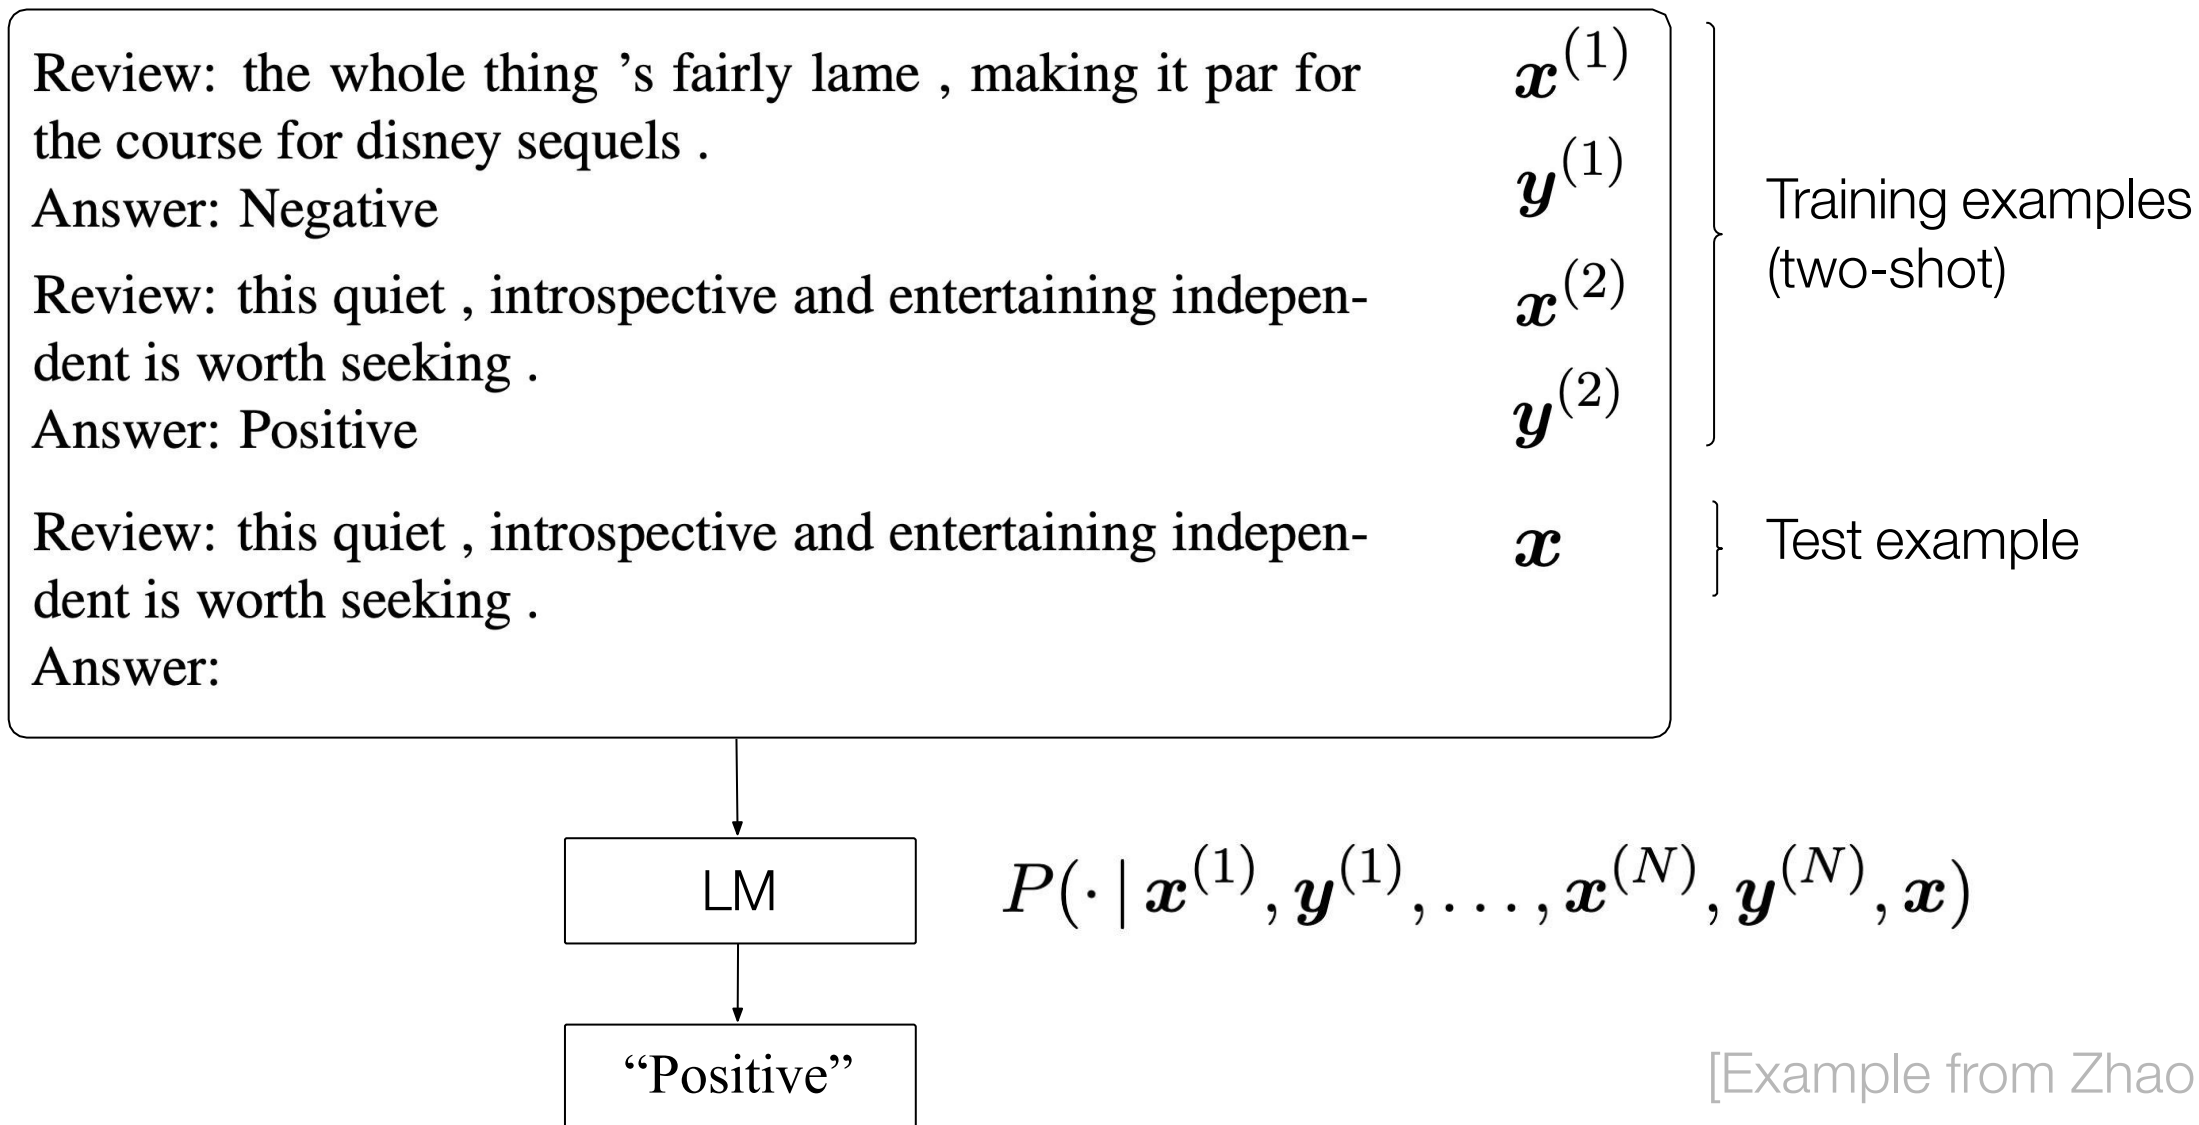 Review: the whole thing ’s fairly lame , making it par for
the course for disney sequels .
Answer: Negative
x^(1)
y^(1)
Review: this quiet , introspective and entertaining indepen-
dent is worth seeking .
Answer: Positive
x^(2)
y^(2)
Training examples
(two-shot)
Review: this quiet , introspective and entertaining indepen-
dent is worth seeking .
Answer:
x
Test example
LM
P(· | x^(1), y^(1), . . . , x^(N), y^(N), x)
“Positive”
[Example from Zhao